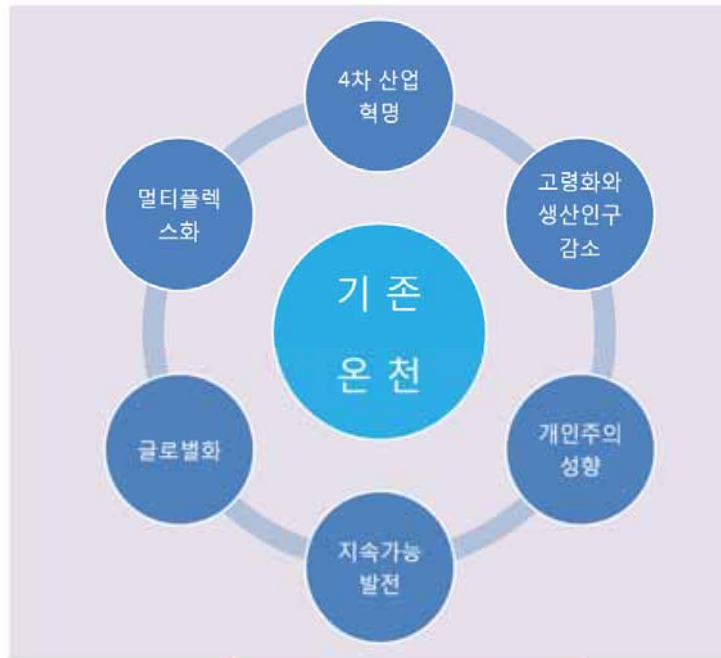 4차 산업
혁명
고령화와
생산인구
감소
개인주의
성향
지속가능
발전
글로벌화
멀티플렉
스화
기 존
온 천